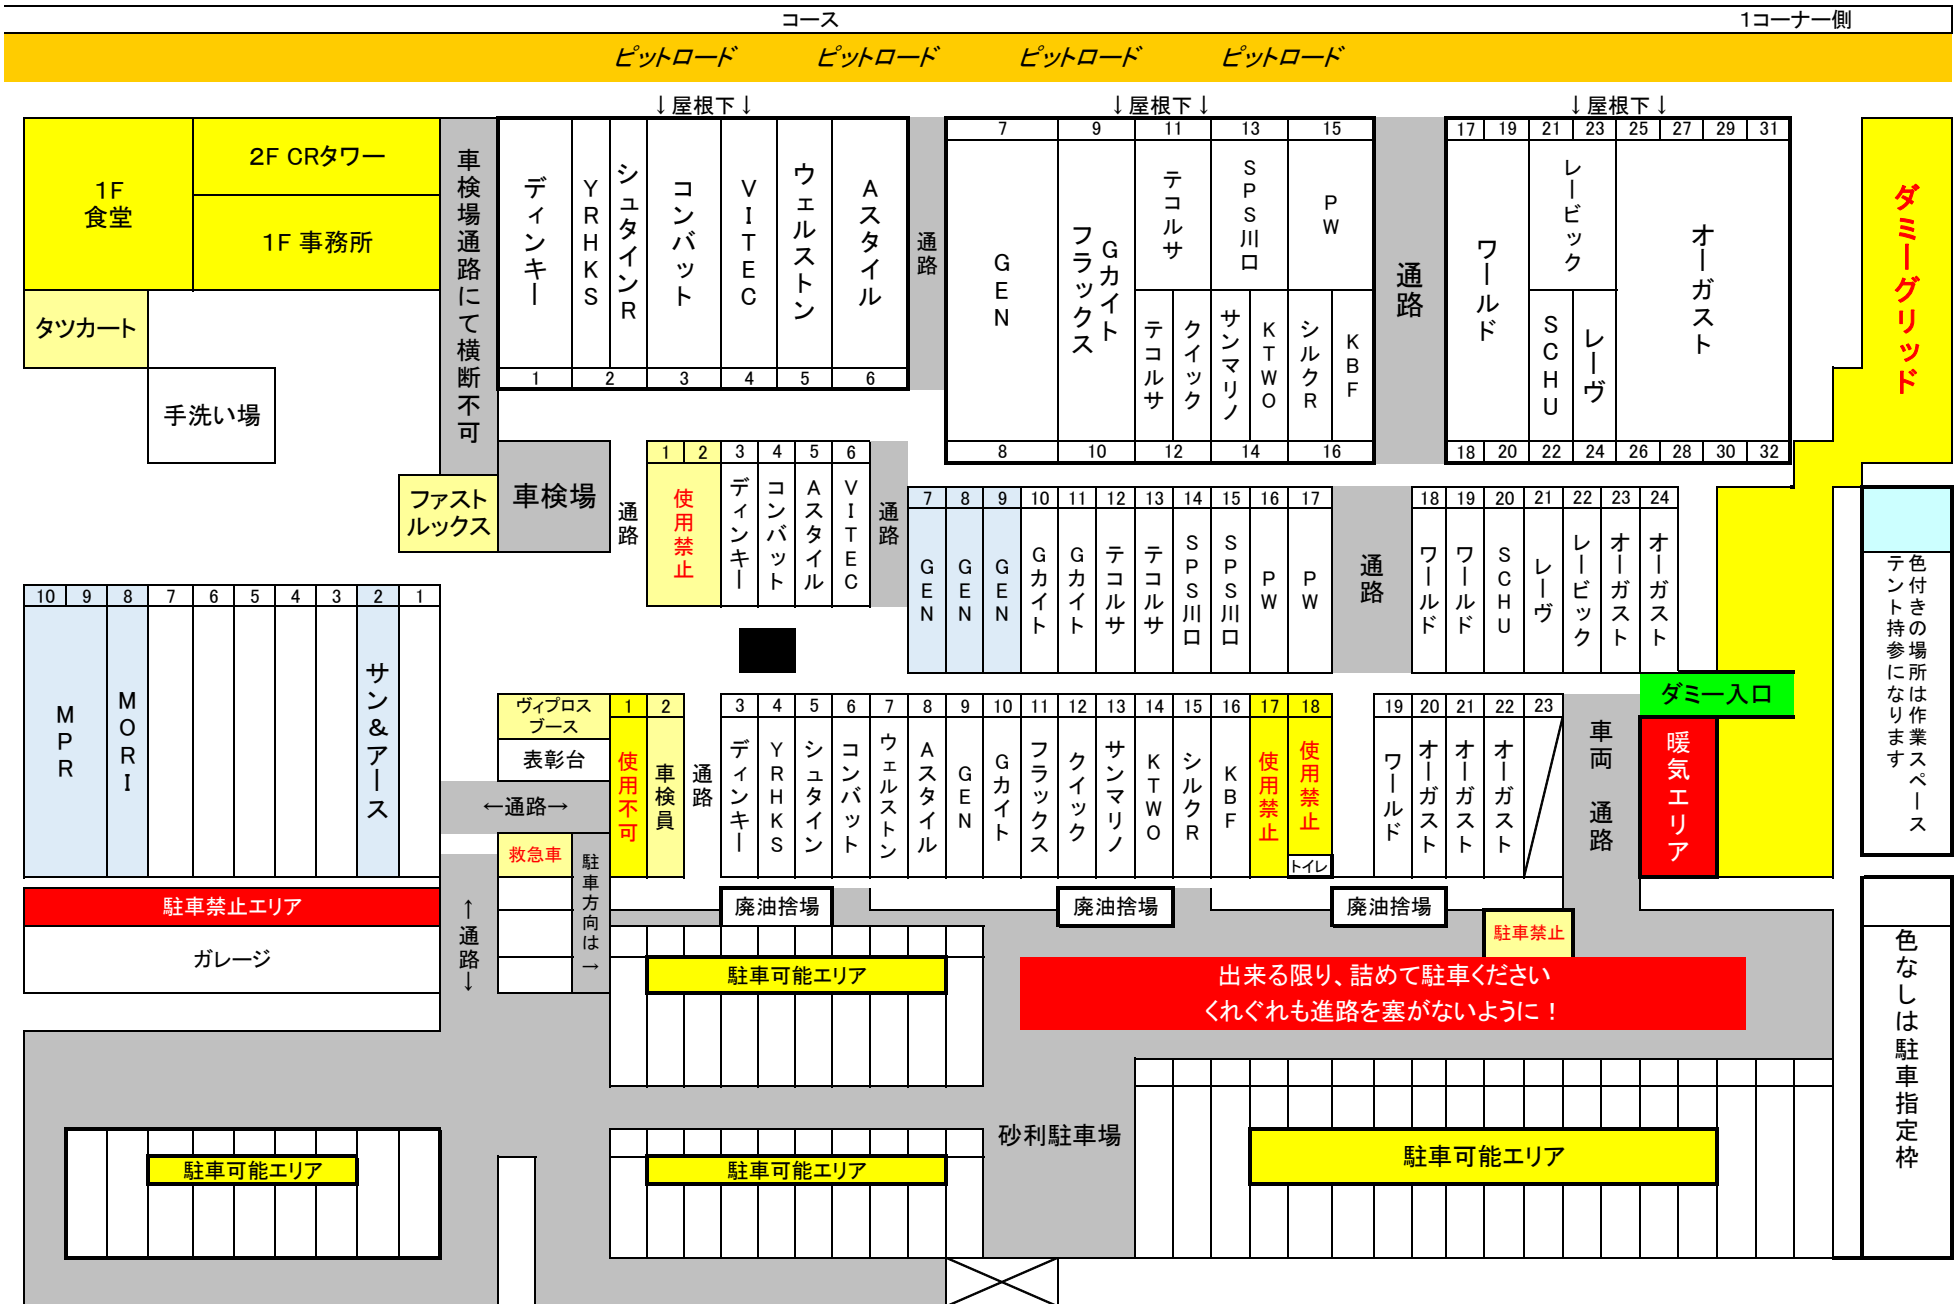 コース
1コーナー側
ピットロード
ピットロード
ピットロード
ピットロード
↓屋根下↓
↓屋根下↓
↓屋根下↓
1F
食堂
2F CRタワー
1F 事務所
タツカート
手洗い場
車検場通路にて横断不可
ディンキー
YRHKS
シュタインR
コンバット
VITEC
ウェルストン
Aスタイル
1
2
3
4
5
6
通路
7
9
11
13
15
GEN
フラックス
Gカイト
テコルサ
SPS川口
PW
テコルサ
クイック
サンマリノ
KTWO
シルクR
KBF
8
10
12
14
16
通路
17
19
21
23
25
27
29
31
ワールド
レービック
SCHU
レーヴ
オーガスト
18
20
22
24
26
28
30
32
ダミーグリッド
ファスト
ルックス
車検場
通路
1
2
3
4
5
6
使用禁止
ディンキー
コンバット
Aスタイル
VITEC
通路
7
8
9
10
11
12
13
14
15
16
17
GEN
GEN
GEN
Gカイト
Gカイト
テコルサ
テコルサ
SPS川口
SPS川口
PW
PW
通路
18
19
20
21
22
23
24
ワールド
ワールド
SCHU
レーヴ
レービック
オーガスト
オーガスト
色付きの場所は作業スペース
テント持参になります
10
9
8
7
6
5
4
3
2
1
MPR
MORI
サン&アース
ヴィプロス
ブース
表彰台
←通路→
1
2
使用不可
車検員
通路
3
4
5
6
7
8
9
10
11
12
13
14
15
16
17
18
ディンキー
YRHKS
シュタイン
コンバット
ウェルストン
Aスタイル
GEN
Gカイト
フラックス
クイック
サンマリノ
KTWO
シルクR
KBF
使用禁止
使用禁止
トイレ
19
20
21
22
23
ワールド
オーガスト
オーガスト
オーガスト
車両 通路
ダミー入口
暖気エリア
救急車
駐車方向は→
駐車禁止エリア
ガレージ
↑通路↓
廃油捨場
廃油捨場
廃油捨場
駐車禁止
駐車可能エリア
出来る限り、詰めて駐車ください
くれぐれも進路を塞がないように！
色なしは駐車指定枠
砂利駐車場
駐車可能エリア
駐車可能エリア
駐車可能エリア